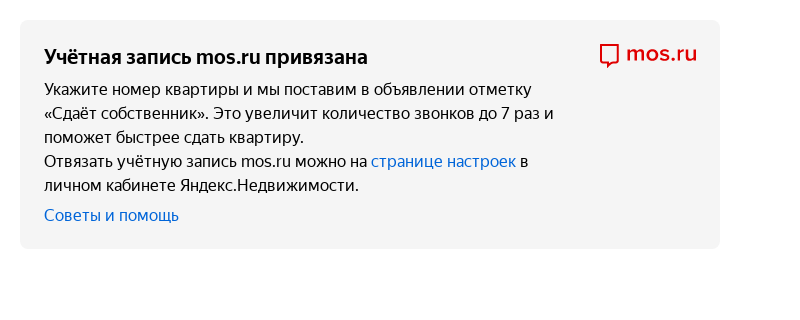 Учётная запись mos.ru привязана
mos.ru
Укажите номер квартиры и мы поставим в объявлении отметку
«Сдаёт собственник». Это увеличит количество звонков до 7 раз и
поможет быстрее сдать квартиру.
Отвязать учётную запись mos.ru можно на странице настроек в
личном кабинете Яндекс.Недвижимости.
Советы и помощь